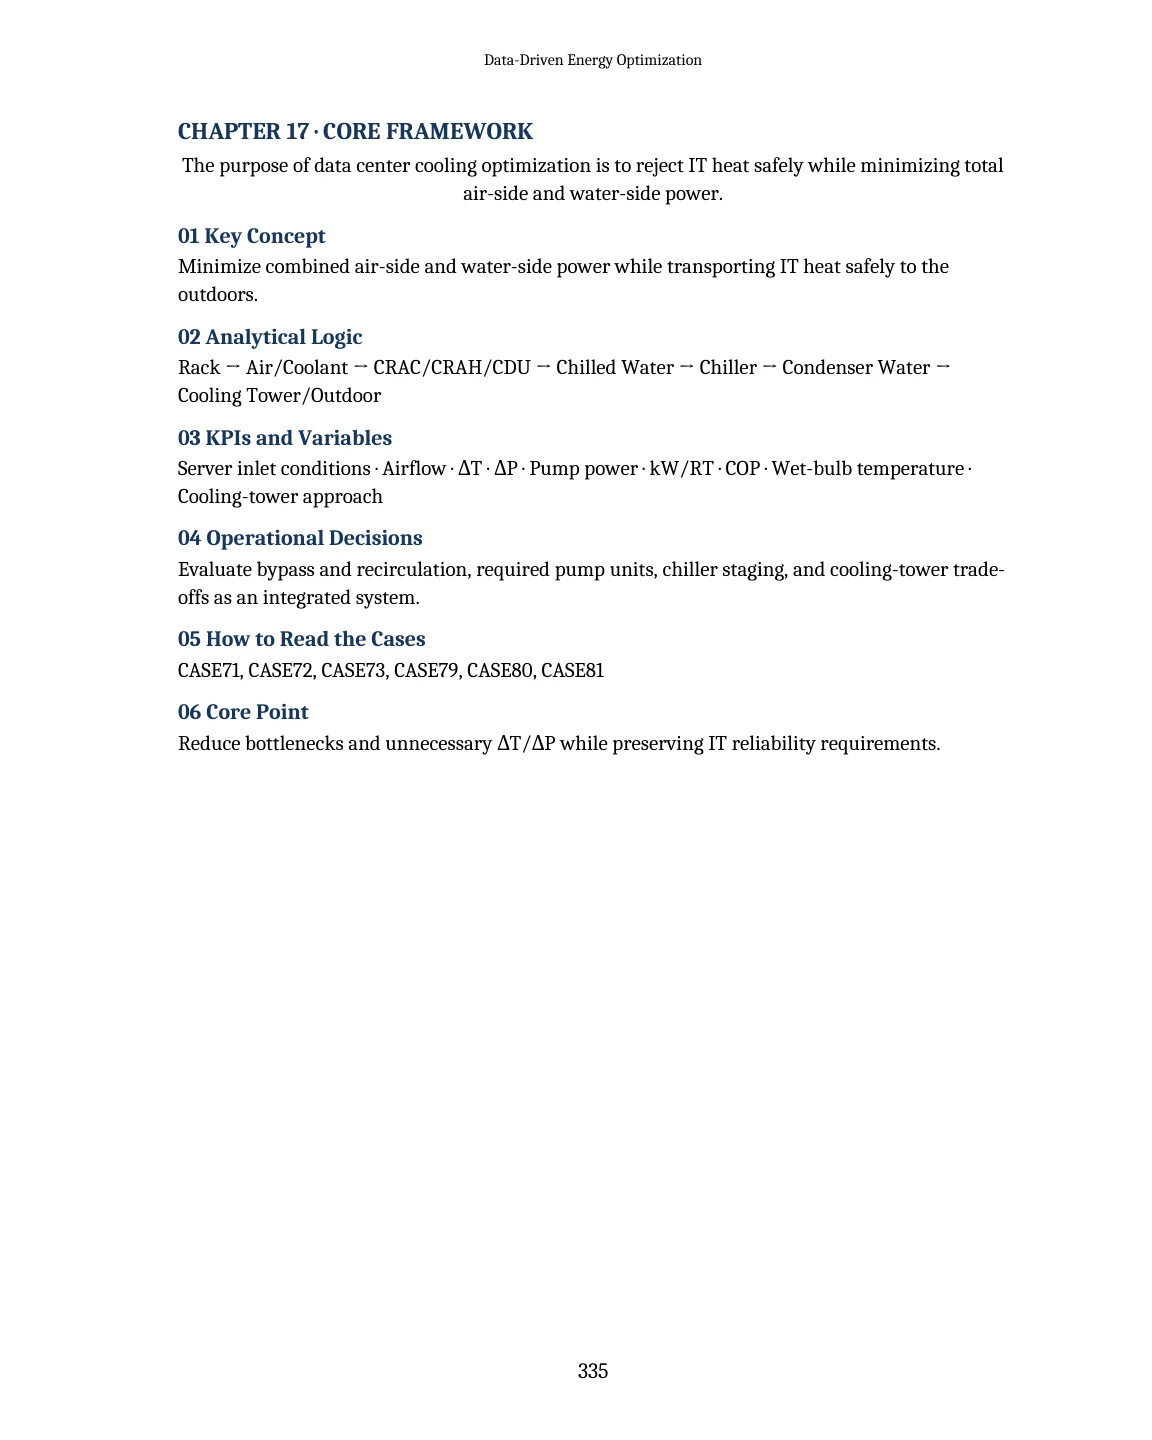 Data-Driven Energy Optimization
CHAPTER 17 · CORE FRAMEWORK
The purpose of data center cooling optimization is to reject IT heat safely while minimizing total
air-side and water-side power.
01 Key Concept
Minimize combined air-side and water-side power while transporting IT heat safely to the
outdoors.
02 Analytical Logic
Rack → Air/Coolant → CRAC/CRAH/CDU → Chilled Water → Chiller → Condenser Water →
Cooling Tower/Outdoor
03 KPIs and Variables
Server inlet conditions · Airflow · ΔT · ΔP · Pump power · kW/RT · COP · Wet-bulb temperature ·
Cooling-tower approach
04 Operational Decisions
Evaluate bypass and recirculation, required pump units, chiller staging, and cooling-tower trade-
offs as an integrated system.
05 How to Read the Cases
CASE71, CASE72, CASE73, CASE79, CASE80, CASE81
06 Core Point
Reduce bottlenecks and unnecessary ΔT/ΔP while preserving IT reliability requirements.
335